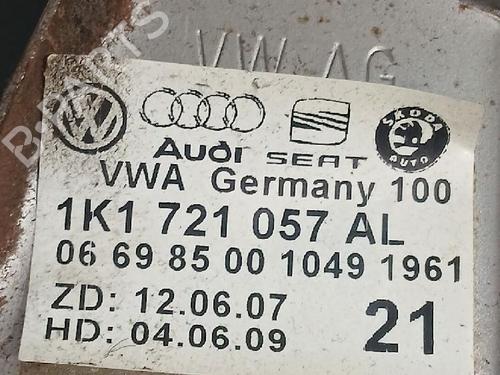 VW AG
B-PARTS
Audi SEAT SKODA AUTO
VWA Germany 100
1K1 721 057 AL
06 69 85 00 1049 1961
ZD: 12.06.07
HD: 04.06.09 21